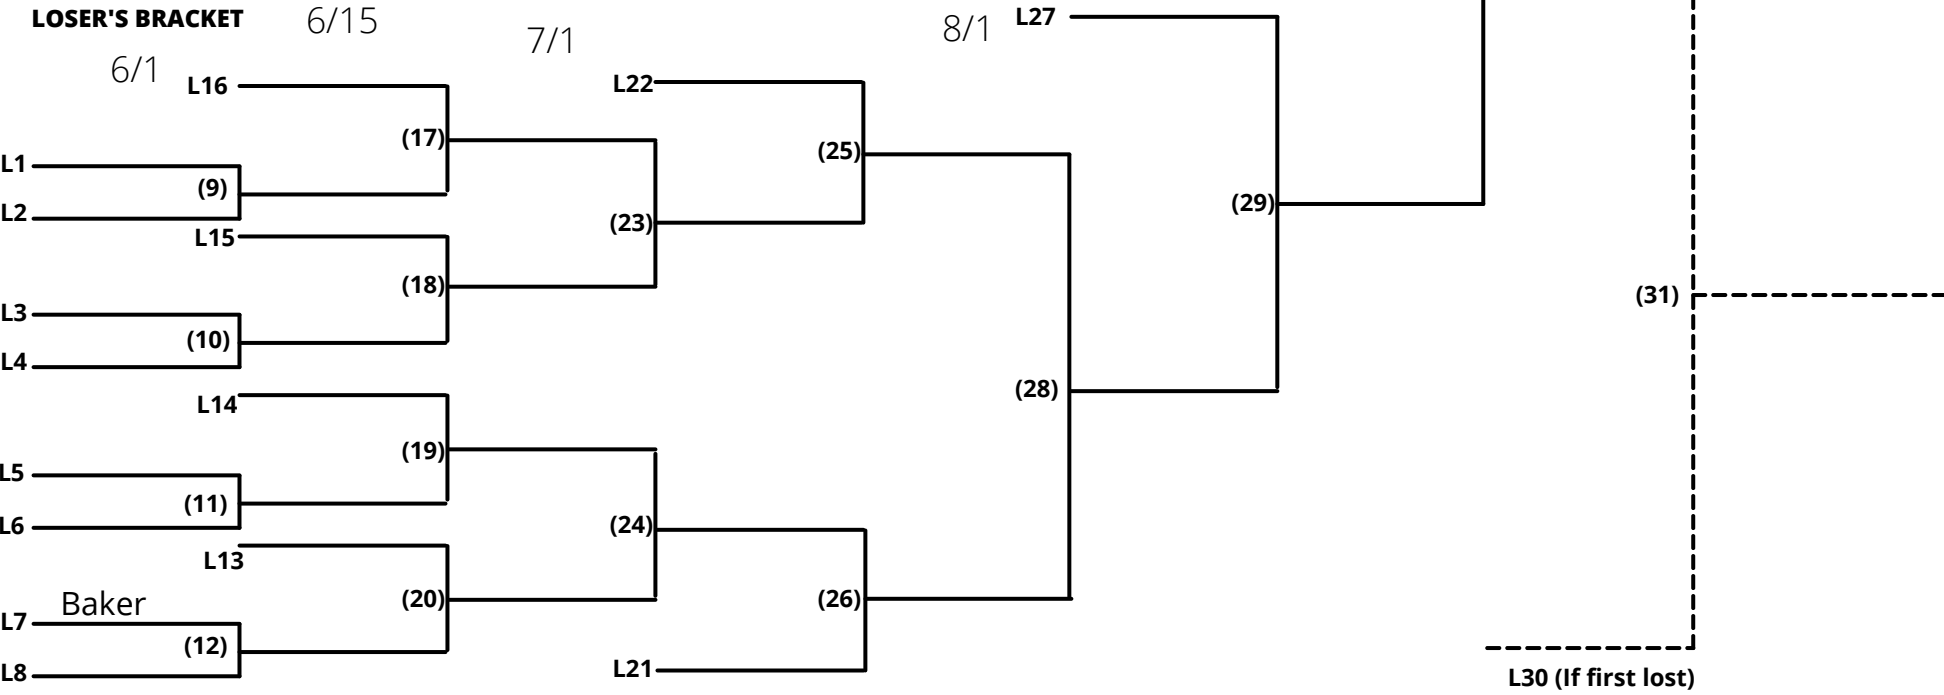 LOSER'S BRACKET
6/15
7/1
8/1
L27
6/1
L16
L22
(17)
(25)
L1
(9)
L2
(29)
L15
(23)
(18)
(31)
L3
(10)
L4
L14
(28)
(19)
L5
(11)
L6
(24)
L13
Baker
(20)
(26)
L7
(12)
L8
L21
L30 (If first lost)